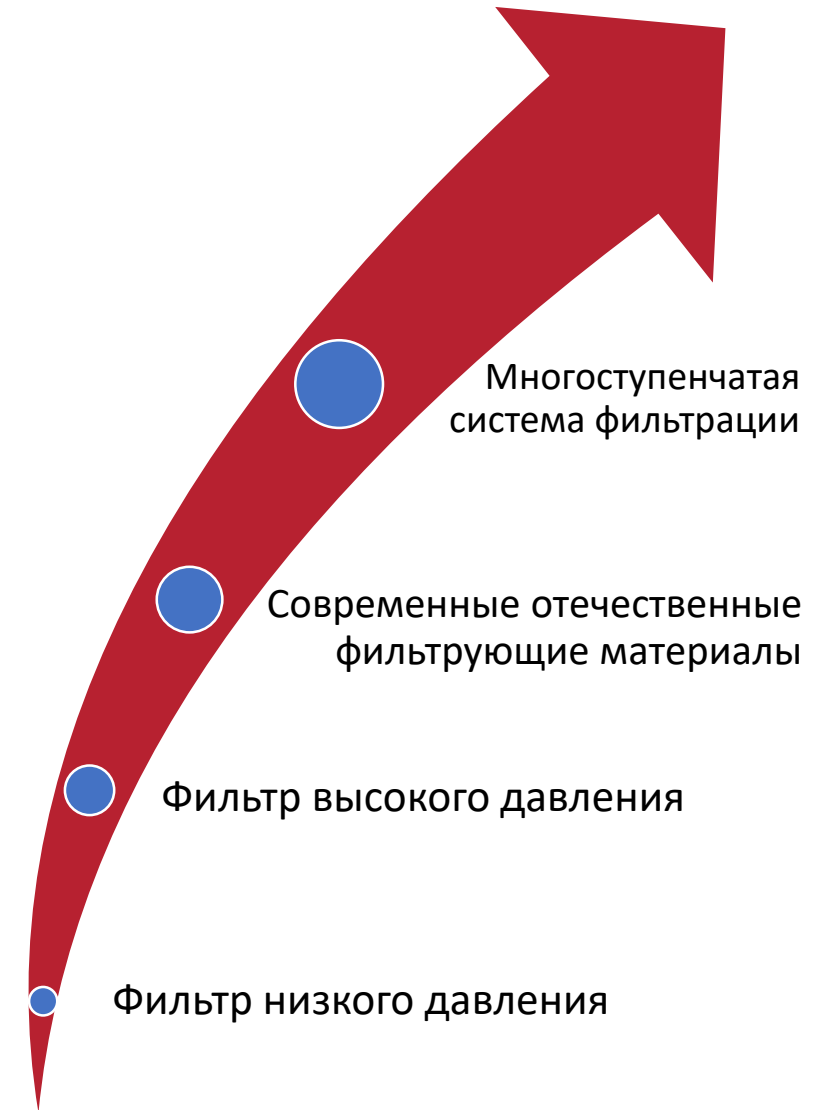 Многоступенчатая
система фильтрации
Современные отечественные
фильтрующие материалы
Фильтр высокого давления
Фильтр низкого давления